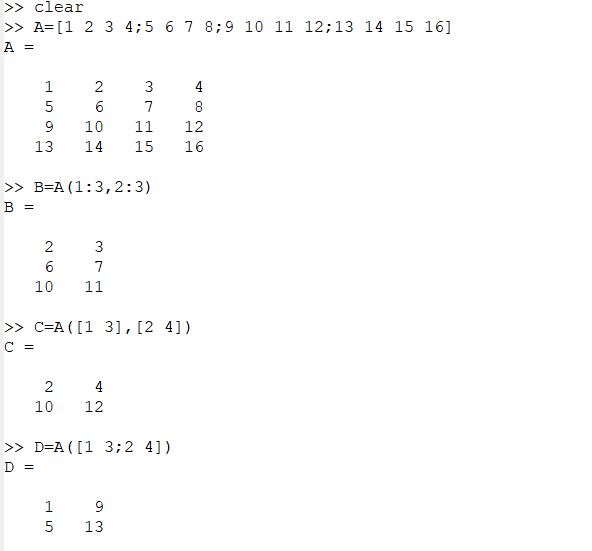 >> clear
>> A=[1 2 3 4;5 6 7 8;9 10 11 12;13 14 15 16]
A =
1 2 3 4
5 6 7 8
9 10 11 12
13 14 15 16
>> B=A(1:3,2:3)
B =
2 3
6 7
10 11
>> C=A([1 3],[2 4])
C =
2 4
10 12
>> D=A([1 3;2 4])
D =
1 9
5 13